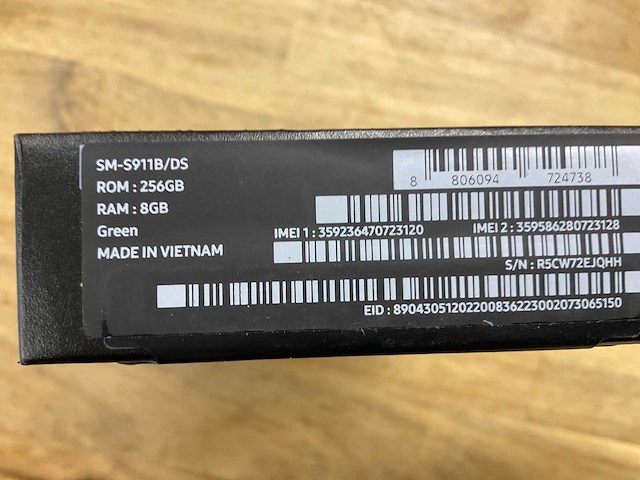 SM-S911B/DS
ROM : 256GB
RAM : 8GB
Green
MADE IN VIETNAM
8 806094 724738
IMEI 1 : 359236470723120
IMEI 2 : 359586280723128
S/N : R5CW72EJQHH
EID : 89043051202200836223002073065150